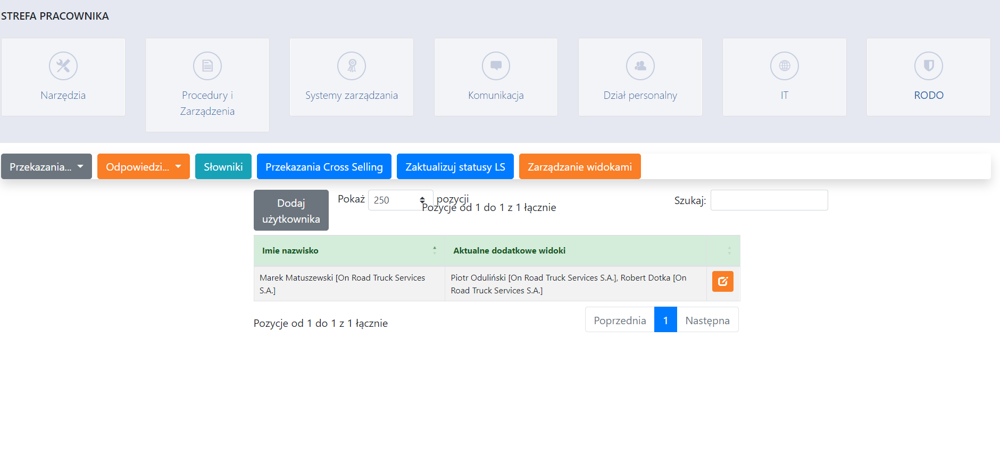 STREFA PRACOWNIKA
Narzędzia
Procedury i
Zarządzenia
Systemy zarządzania
Komunikacja
Dział personalny
IT
RODO
Przekazania...
Odpowiedzi...
Słowniki
Przekazania Cross Selling
Zaktualizuj statusy LS
Zarządzanie widokami
Dodaj
użytkownika
Pokaż 250 pozycji
Pozycje od 1 do 1 z 1 łącznie
Szukaj:
Imie nazwisko
Aktualne dodatkowe widoki
Marek Matuszewski [On Road Truck Services
S.A.]
Piotr Oduliński [On Road Truck Services S.A.], Robert Dotka [On
Road Truck Services S.A.]
Pozycje od 1 do 1 z 1 łącznie
Poprzednia 1 Następna